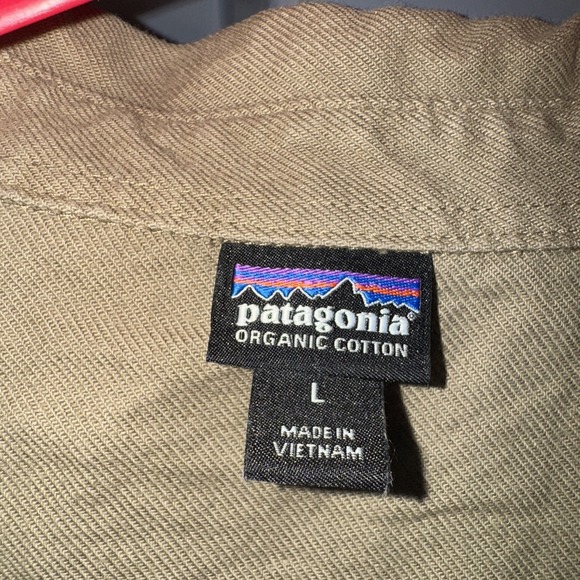 patagonia®
ORGANIC COTTON
L
MADE IN
VIETNAM